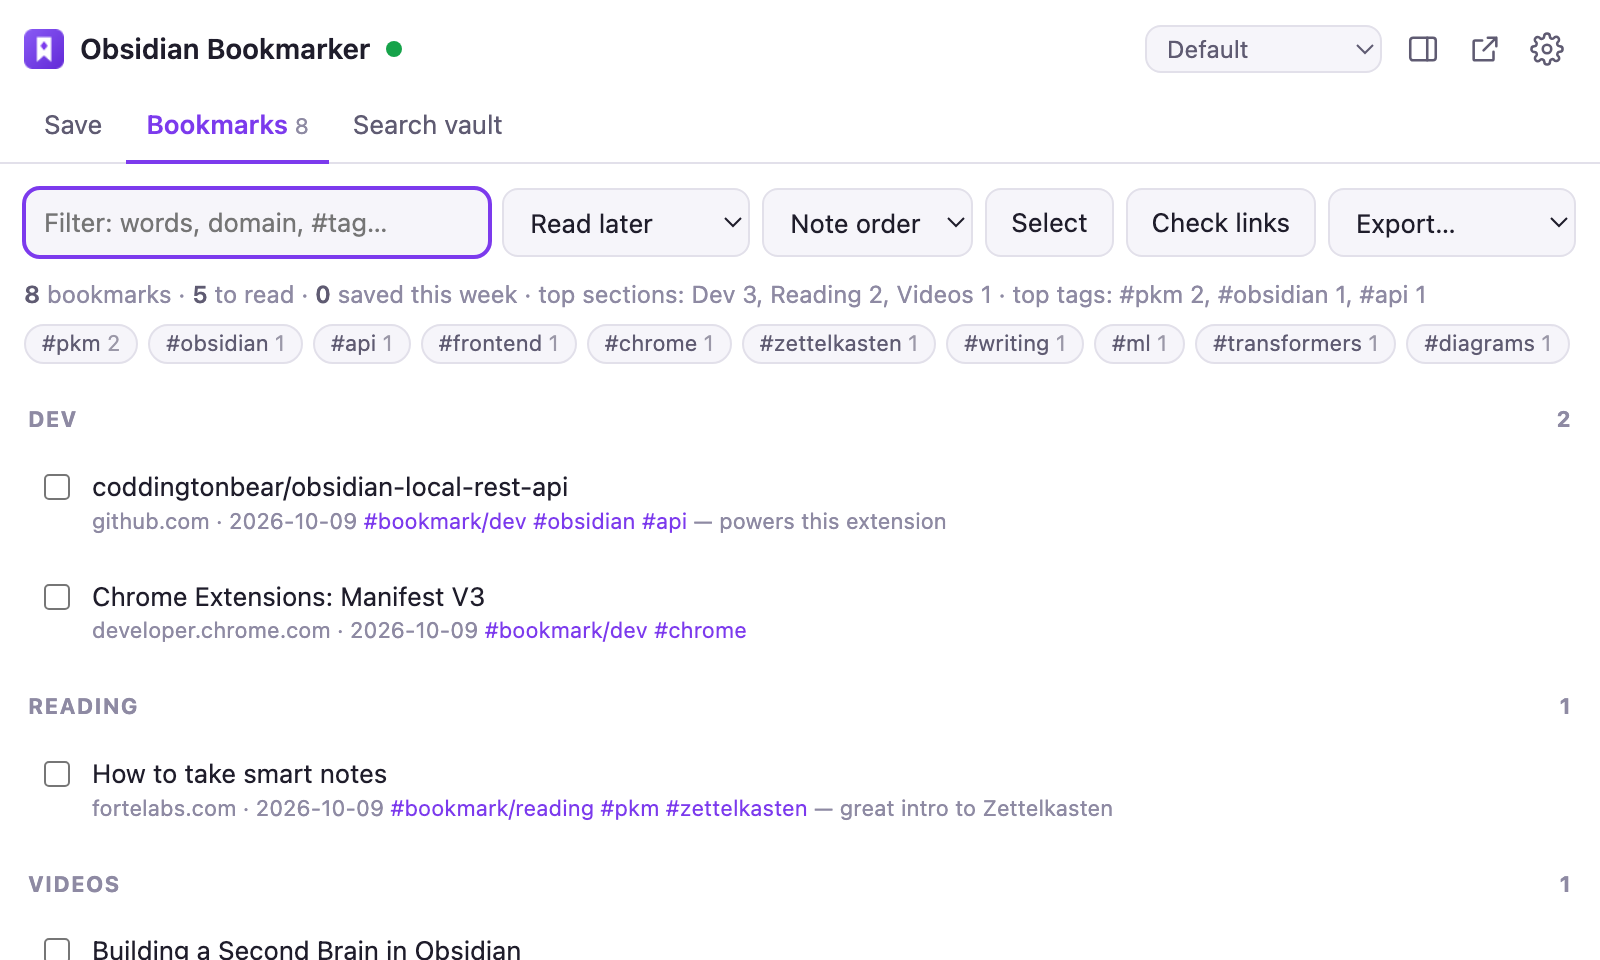 Obsidian Bookmarker
Default
Save
Bookmarks 8
Search vault
Filter: words, domain, #tag...
Read later
Note order
Select
Check links
Export...
8 bookmarks · 5 to read · 0 saved this week · top sections: Dev 3, Reading 2, Videos 1 · top tags: #pkm 2, #obsidian 1, #api 1
#pkm 2
#obsidian 1
#api 1
#frontend 1
#chrome 1
#zettelkasten 1
#writing 1
#ml 1
#transformers 1
#diagrams 1
DEV
2
coddingtonbear/obsidian-local-rest-api
github.com · 2026-10-09 #bookmark/dev #obsidian #api — powers this extension
Chrome Extensions: Manifest V3
developer.chrome.com · 2026-10-09 #bookmark/dev #chrome
READING
1
How to take smart notes
fortelabs.com · 2026-10-09 #bookmark/reading #pkm #zettelkasten — great intro to Zettelkasten
VIDEOS
1
Building a Second Brain in Obsidian